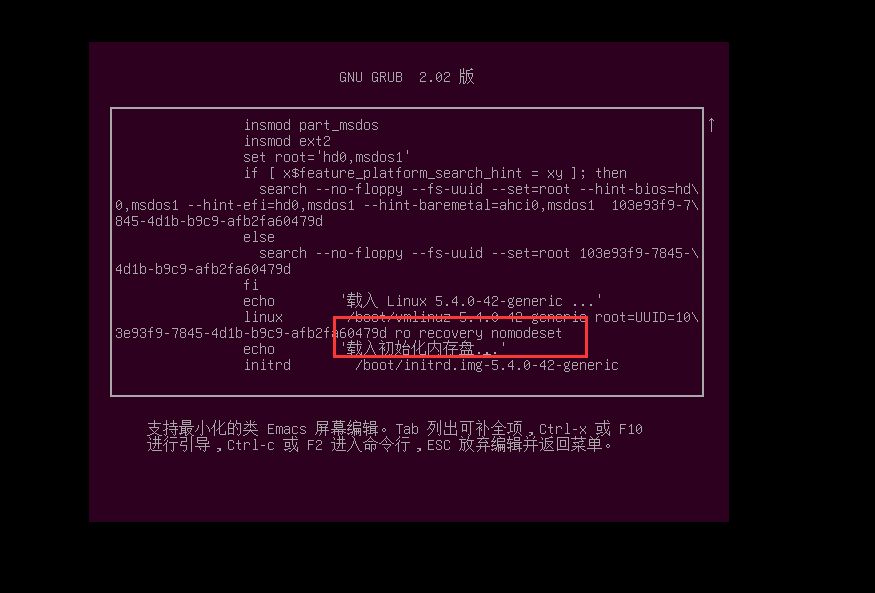 GNU GRUB 2.02 版
insmod part_msdos
insmod ext2
set root='hd0,msdos1'
if [ x$feature_platform_search_hint = xy ]; then
search --no-floppy --fs-uuid --set=root --hint-bios=hd\
0,msdos1 --hint-efi=hd0,msdos1 --hint-baremetal=ahci0,msdos1 103e93f9-7\
845-4d1b-b9c9-afb2fa60479d
else
search --no-floppy --fs-uuid --set=root 103e93f9-7845-\
4d1b-b9c9-afb2fa60479d
fi
echo '载入 Linux 5.4.0-42-generic ...'
linux /boot/vmlinuz-5.4.0-42-generic root=UUID=10\
3e93f9-7845-4d1b-b9c9-afb2fa60479d ro recovery nomodeset
echo '载入初始化内存盘...'
initrd /boot/initrd.img-5.4.0-42-generic
支持最小化的类 Emacs 屏幕编辑。Tab 列出可补全项,Ctrl-x 或 F10
进行引导,Ctrl-c 或 F2 进入命令行,ESC 放弃编辑并返回菜单。